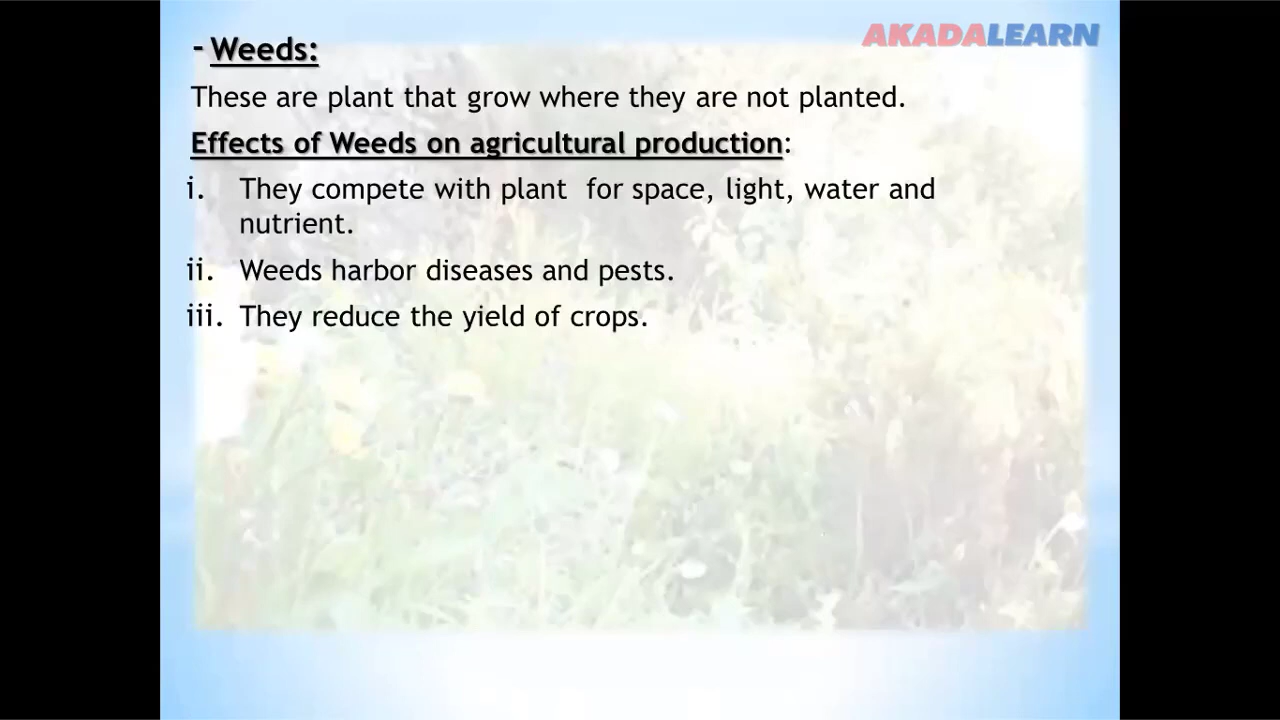 AKADALEARN
- Weeds:
These are plant that grow where they are not planted.
Effects of Weeds on agricultural production:
i. They compete with plant for space, light, water and
nutrient.
ii. Weeds harbor diseases and pests.
iii. They reduce the yield of crops.